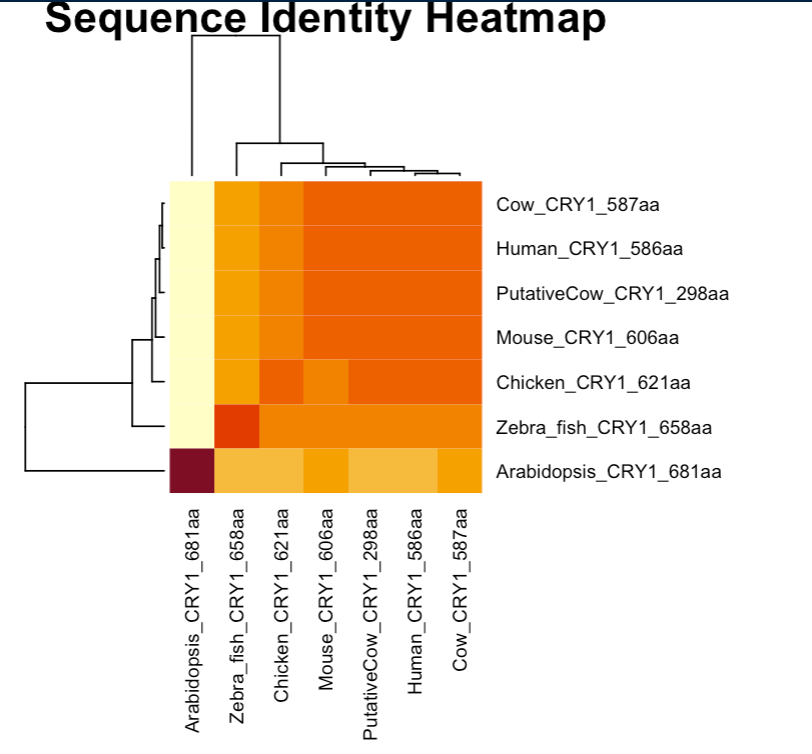 Sequence Identity Heatmap
Cow_CRY1_587aa
Human_CRY1_586aa
PutativeCow_CRY1_298aa
Mouse_CRY1_606aa
Chicken_CRY1_621aa
Zebra_fish_CRY1_658aa
Arabidopsis_CRY1_681aa
Arabidopsis_CRY1_681aa
Zebra_fish_CRY1_658aa
Chicken_CRY1_621aa
Mouse_CRY1_606aa
PutativeCow_CRY1_298aa
Human_CRY1_586aa
Cow_CRY1_587aa